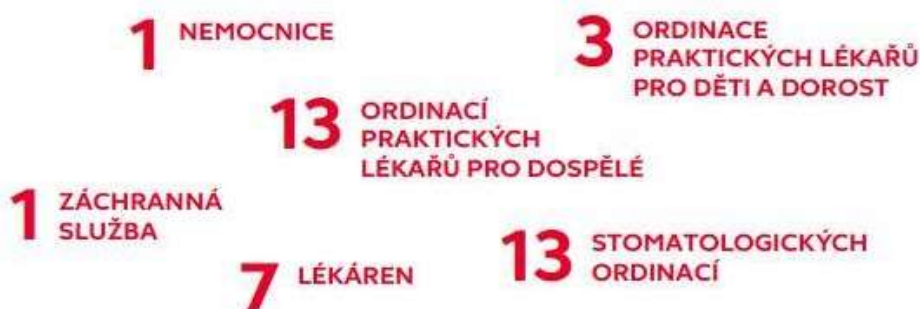 1 NEMOCNICE
3 ORDINACE
PRAKTICKÝCH LÉKAŘŮ
PRO DĚTI A DOROST
13 ORDINACÍ
PRAKTICKÝCH
LÉKAŘŮ PRO DOSPĚLÉ
1 ZÁCHRANNÁ
SLUŽBA
7 LÉKÁREN
13 STOMATOLOGICKÝCH
ORDINACÍ